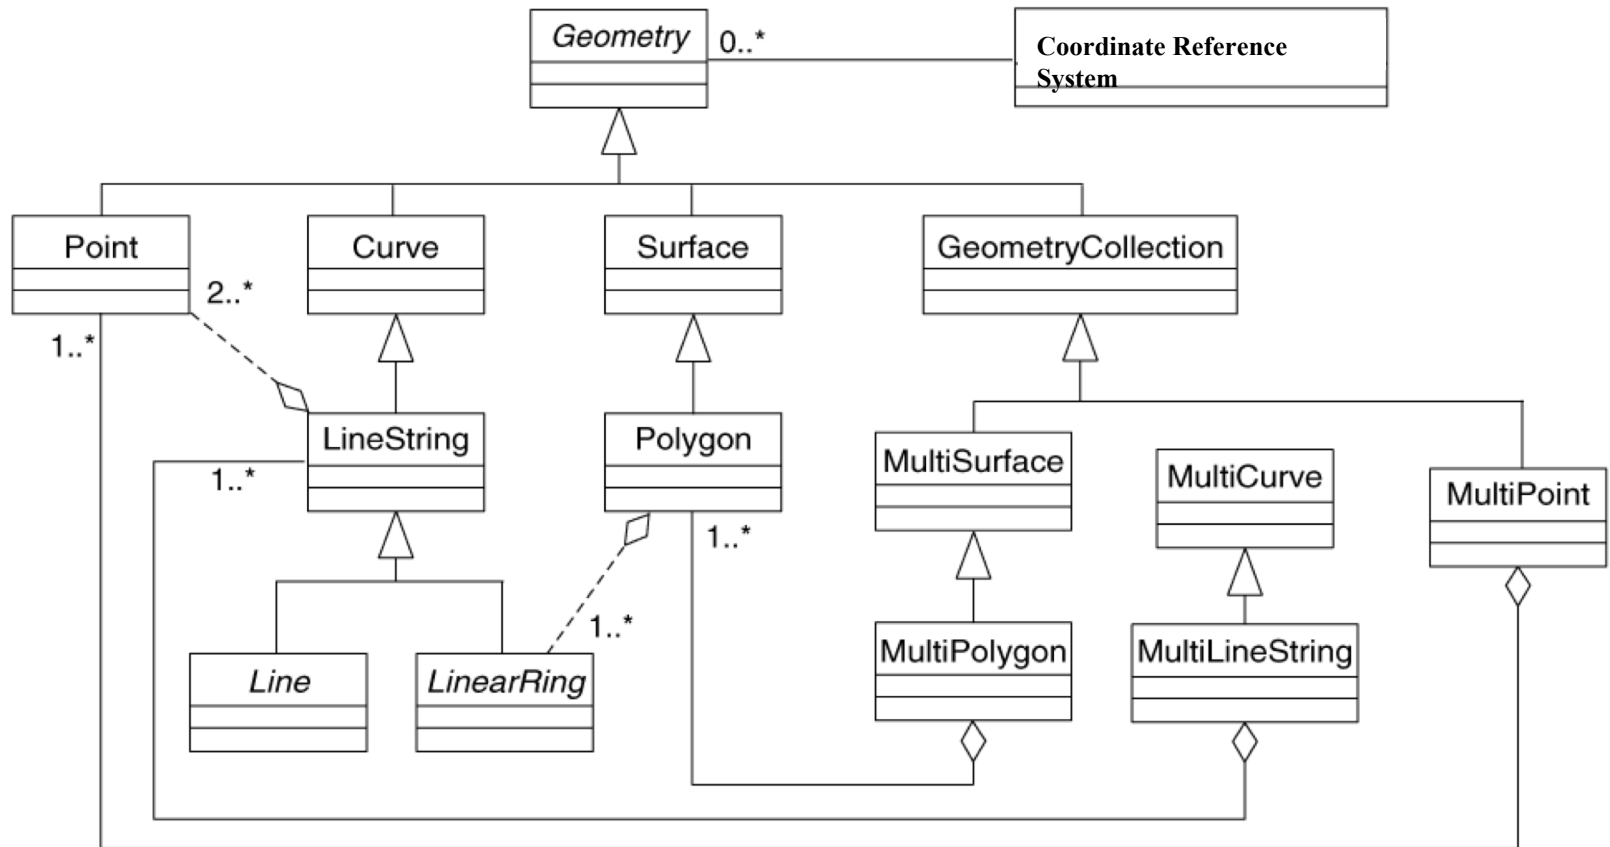 Geometry
0..*
Coordinate Reference
System
Point
Curve
Surface
GeometryCollection
2..*
1..*
LineString
Polygon
MultiSurface
MultiCurve
MultiPoint
1..*
1..*
1..*
Line
LinearRing
MultiPolygon
MultiLineString